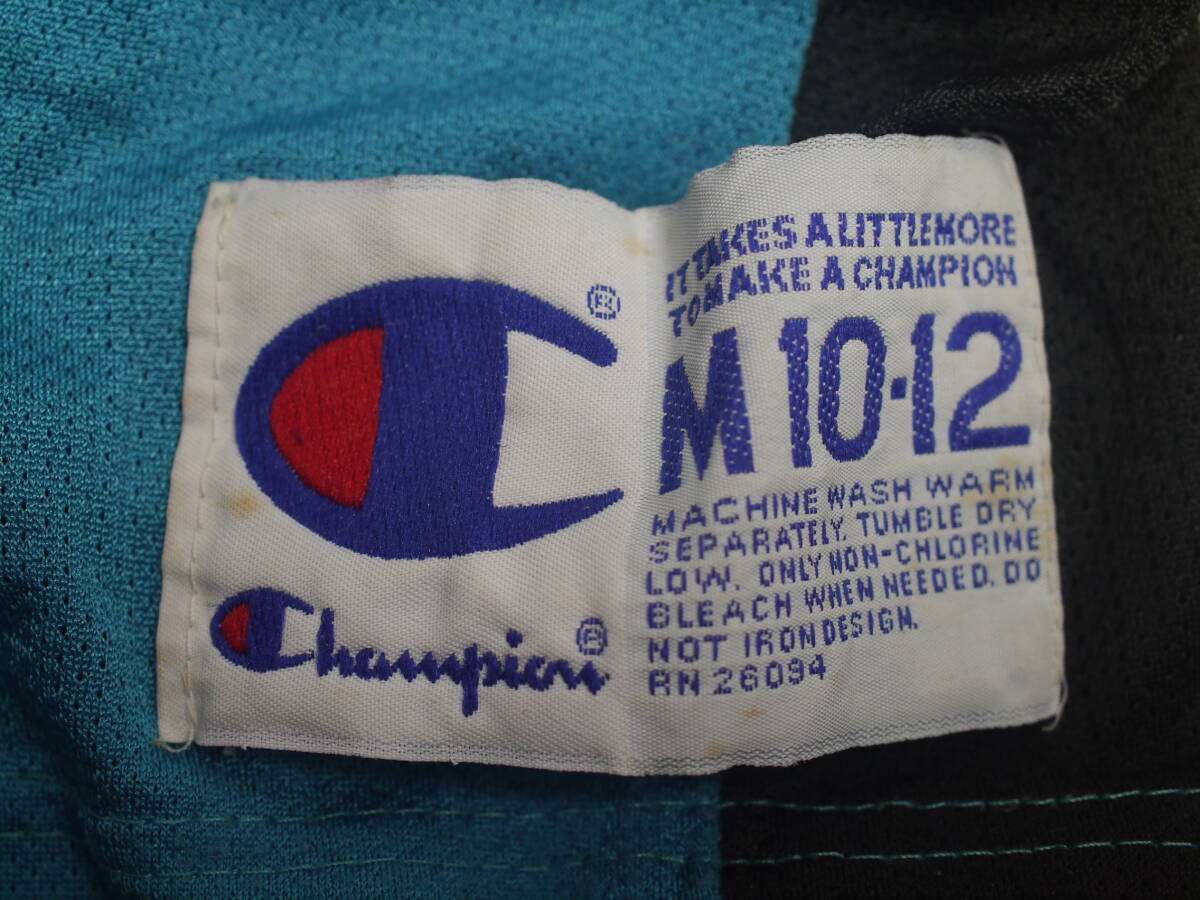 ®
Champion®
IT TAKES A LITTLE MORE
TO MAKE A CHAMPION
M 10-12
MACHINE WASH WARM
SEPARATELY. TUMBLE DRY
LOW. ONLY NON-CHLORINE
BLEACH WHEN NEEDED. DO
NOT IRON DESIGN.
RN 26094